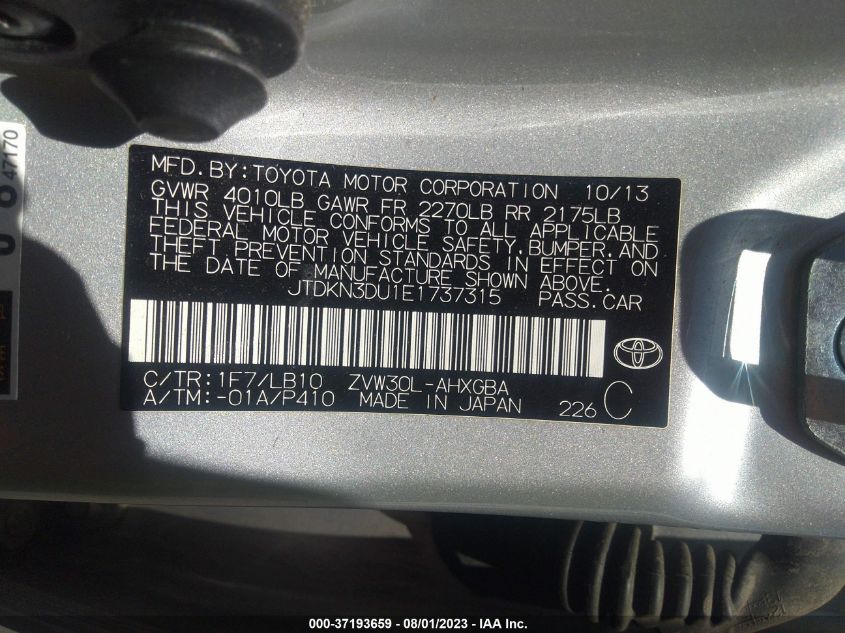 MFD. BY: TOYOTA MOTOR CORPORATION 10/13
GVWR 4010LB GAWR FR 2270LB RR 2175LB
THIS VEHICLE CONFORMS TO ALL APPLICABLE
FEDERAL MOTOR VEHICLE SAFETY, BUMPER, AND
THEFT PREVENTION STANDARDS IN EFFECT ON
THE DATE OF MANUFACTURE SHOWN ABOVE.
JTDKN3DU1E1737315 PASS. CAR
C/TR: 1F7/LB10 ZVW30L-AHXGBA
A/TM: -01A/P410 MADE IN JAPAN 226 C
47170
000-37193659 - 08/01/2023 - IAA Inc.